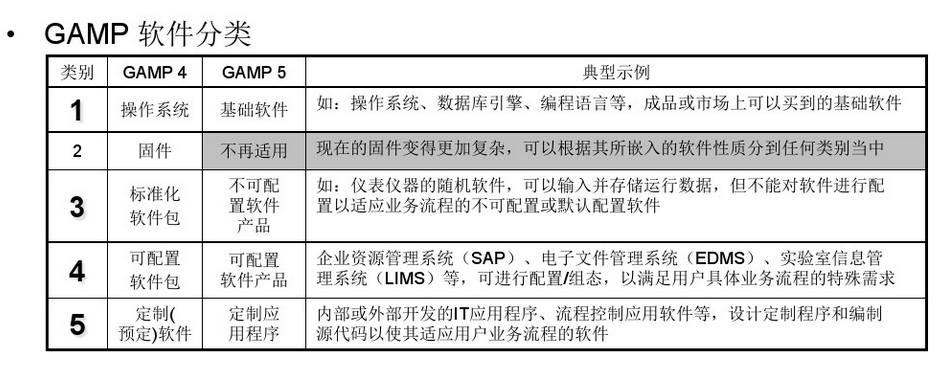 • GAMP 软件分类
类别 GAMP 4 GAMP 5 典型示例
1 操作系统 基础软件 如：操作系统、数据库引擎、编程语言等，成品或市场上可以买到的基础软件
2 固件 不再适用 现在的固件变得更加复杂，可以根据其所嵌入的软件性质分到任何类别当中
3 标准化
软件包
不可配
置软件
产品
如：仪表仪器的随机软件，可以输入并存储运行数据，但不能对软件进行配
置以适应业务流程的不可配置或默认配置软件
4 可配置
软件包
可配置
软件产品
企业资源管理系统（SAP）、电子文件管理系统（EDMS）、实验室信息管
理系统（LIMS）等，可进行配置/组态，以满足用户具体业务流程的特殊需求
5 定制(
预定)软件
定制应
用程序
内部或外部开发的IT应用程序、流程控制应用软件等，设计定制程序和编制
源代码以使其适应用户业务流程的软件